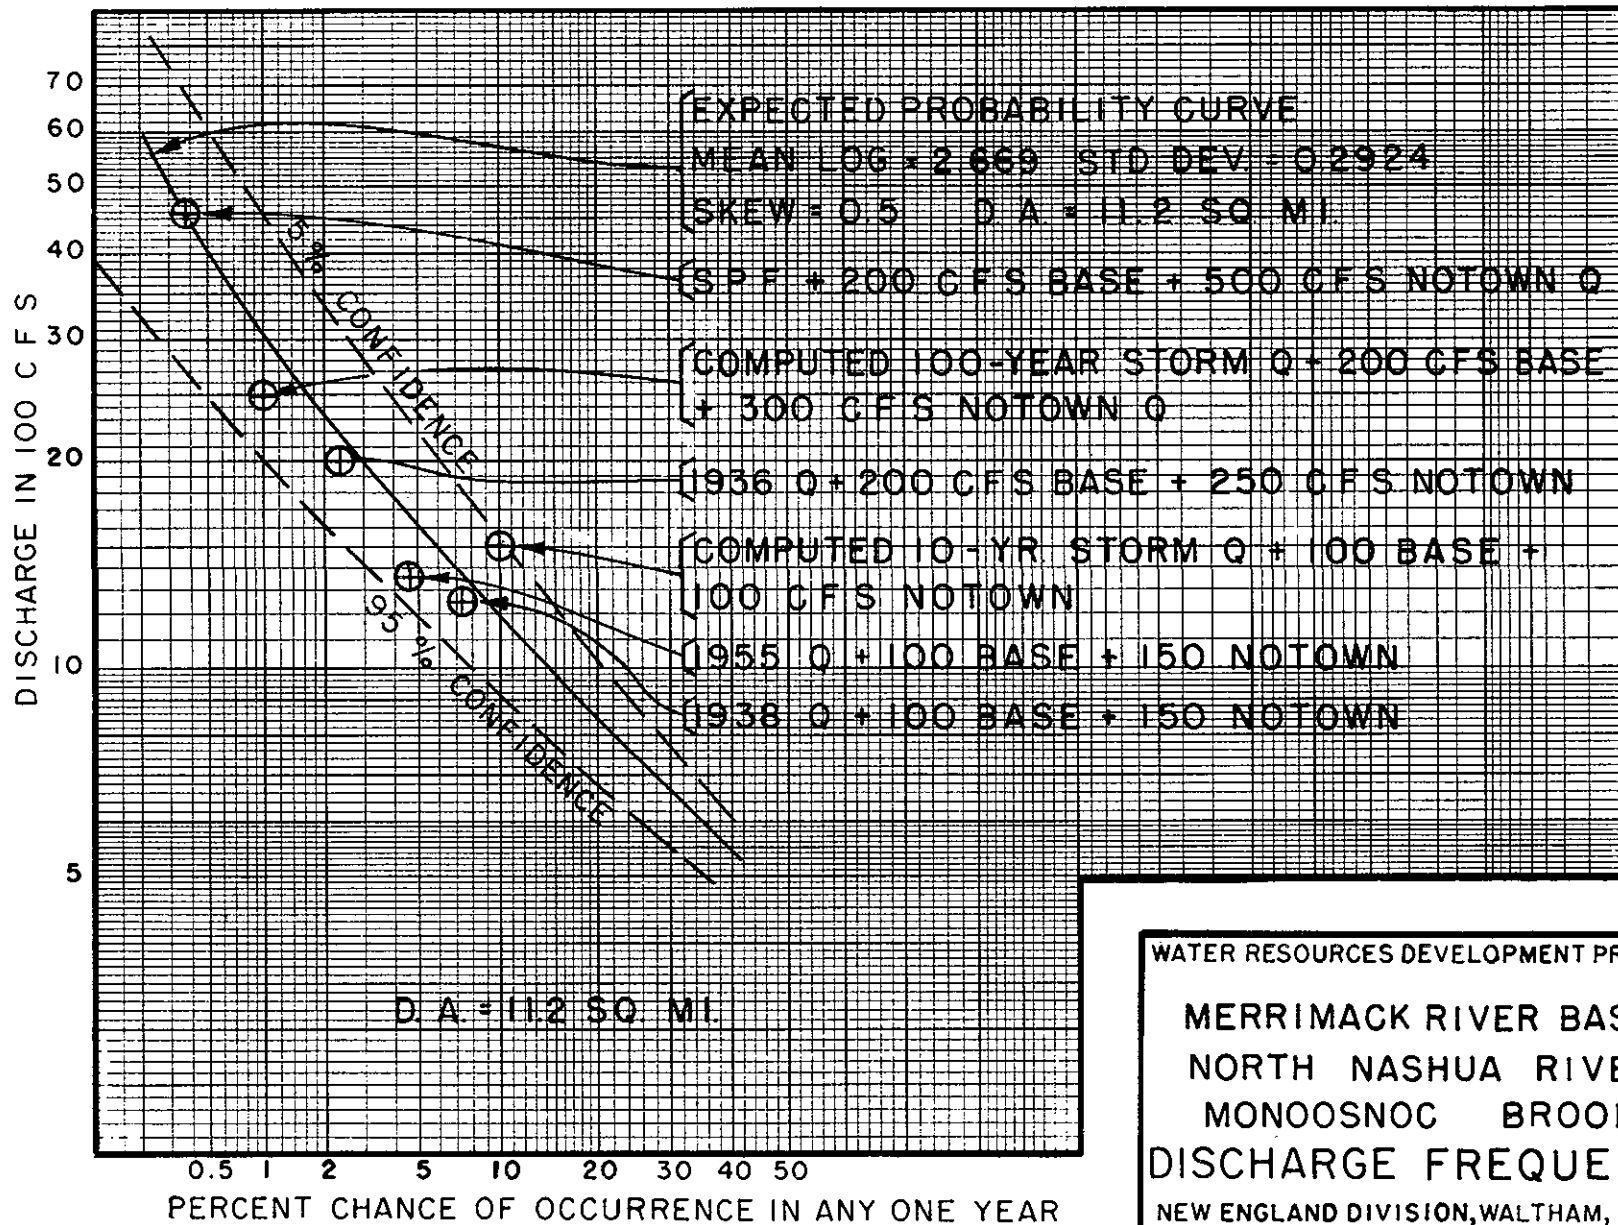 70
60
50
40
30
20
10
5
DISCHARGE IN 100 CFS
EXPECTED PROBABILITY CURVE
MEAN LOG = 2.669 STD DEV. = 0.2924
SKEW = 0.5 D. A. = 11.2 SQ. MI.
SPF + 200 CFS BASE + 500 CFS NOTOWN Q
COMPUTED 100-YEAR STORM Q + 200 CFS BASE
+ 300 CFS NOTOWN Q
1936 Q + 200 CFS BASE + 250 CFS NOTOWN
COMPUTED 10-YR. STORM Q + 100 BASE +
100 CFS NOTOWN
1955 Q + 100 BASE + 150 NOTOWN
1938 Q + 100 BASE + 150 NOTOWN
5% CONFIDENCE
95% CONFIDENCE
D. A. = 11.2 SQ. MI.
0.5 1 2 5 10 20 30 40 50
PERCENT CHANCE OF OCCURRENCE IN ANY ONE YEAR
WATER RESOURCES DEVELOPMENT PR
MERRIMACK RIVER BAS
NORTH NASHUA RIVE
MONOOSNOC BROO
DISCHARGE FREQUE
NEW ENGLAND DIVISION, WALTHAM,